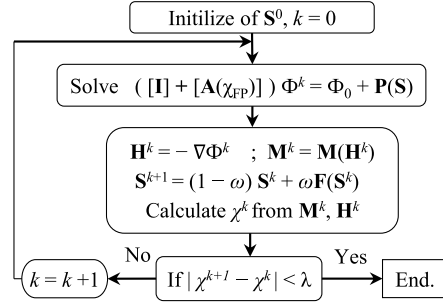 Initilize of S⁰, k = 0
Solve ( [I] + [A(χ_FP)] ) Φᵏ = Φ₀ + P(S)
Hᵏ = − ∇Φᵏ ; Mᵏ = M(Hᵏ)
Sᵏ⁺¹ = (1 − ω) Sᵏ + ωF(Sᵏ)
Calculate χᵏ from Mᵏ, Hᵏ
No
Yes
k = k +1
If | χᵏ⁺¹ − χᵏ | < λ
End.